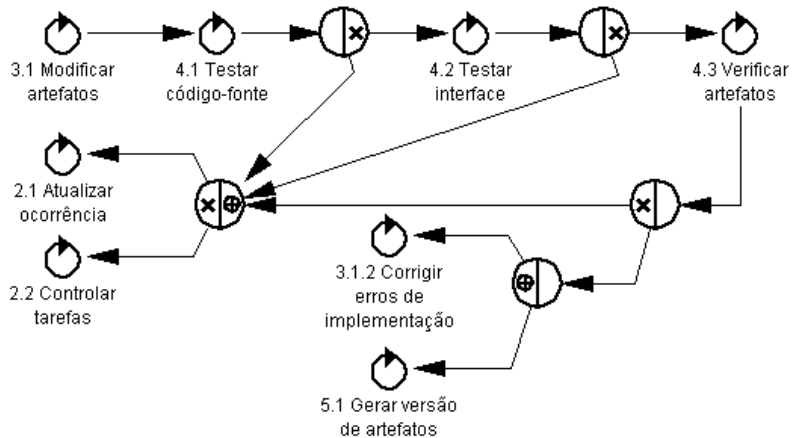 3.1 Modificar
artefatos
4.1 Testar
código-fonte
4.2 Testar
interface
4.3 Verificar
artefatos
2.1 Atualizar
ocorrência
2.2 Controlar
tarefas
3.1.2 Corrigir
erros de
implementação
5.1 Gerar versão
de artefatos